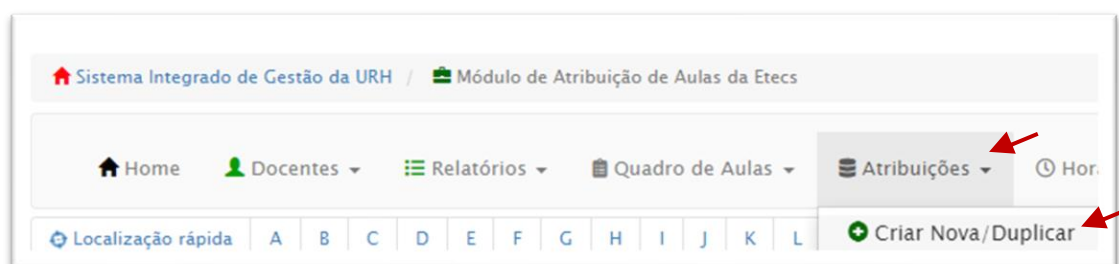 Sistema Integrado de Gestão da URH / Módulo de Atribuição de Aulas da Etecs
Home Docentes Relatórios Quadro de Aulas Atribuições Hor
Localização rápida A B C D E F G H I J K L Criar Nova/Duplicar